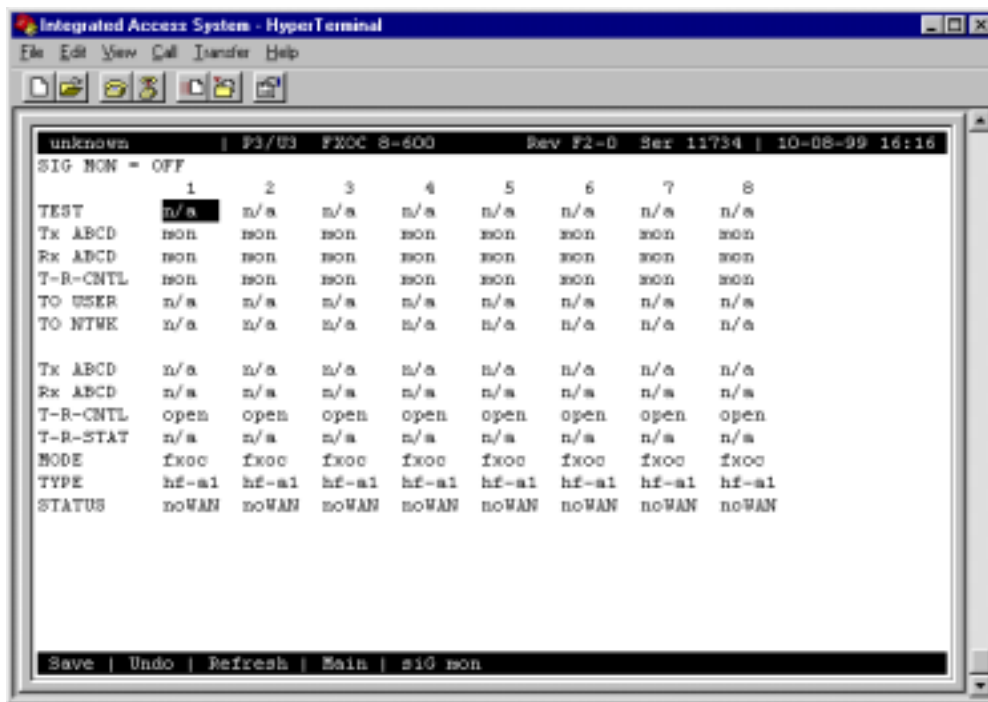 Integrated Access System - HyperTerminal
File Edit View Call Transfer Help
unknown | P3/U3 FXOC 8-600 Rev F2-0 Ser 11734 | 10-08-99 16:16
SIG MON = OFF
1 2 3 4 5 6 7 8
TEST n/a n/a n/a n/a n/a n/a n/a n/a
Tx ABCD mon mon mon mon mon mon mon mon
Rx ABCD mon mon mon mon mon mon mon mon
T-R-CNTL mon mon mon mon mon mon mon mon
TO USER n/a n/a n/a n/a n/a n/a n/a n/a
TO NTWK n/a n/a n/a n/a n/a n/a n/a n/a
Tx ABCD n/a n/a n/a n/a n/a n/a n/a n/a
Rx ABCD n/a n/a n/a n/a n/a n/a n/a n/a
T-R-CNTL open open open open open open open open
T-R-STAT n/a n/a n/a n/a n/a n/a n/a n/a
MODE fxoc fxoc fxoc fxoc fxoc fxoc fxoc fxoc
TYPE hf-a1 hf-a1 hf-a1 hf-a1 hf-a1 hf-a1 hf-a1 hf-a1
STATUS noWAN noWAN noWAN noWAN noWAN noWAN noWAN noWAN
Save | Undo | Refresh | Main | siG mon